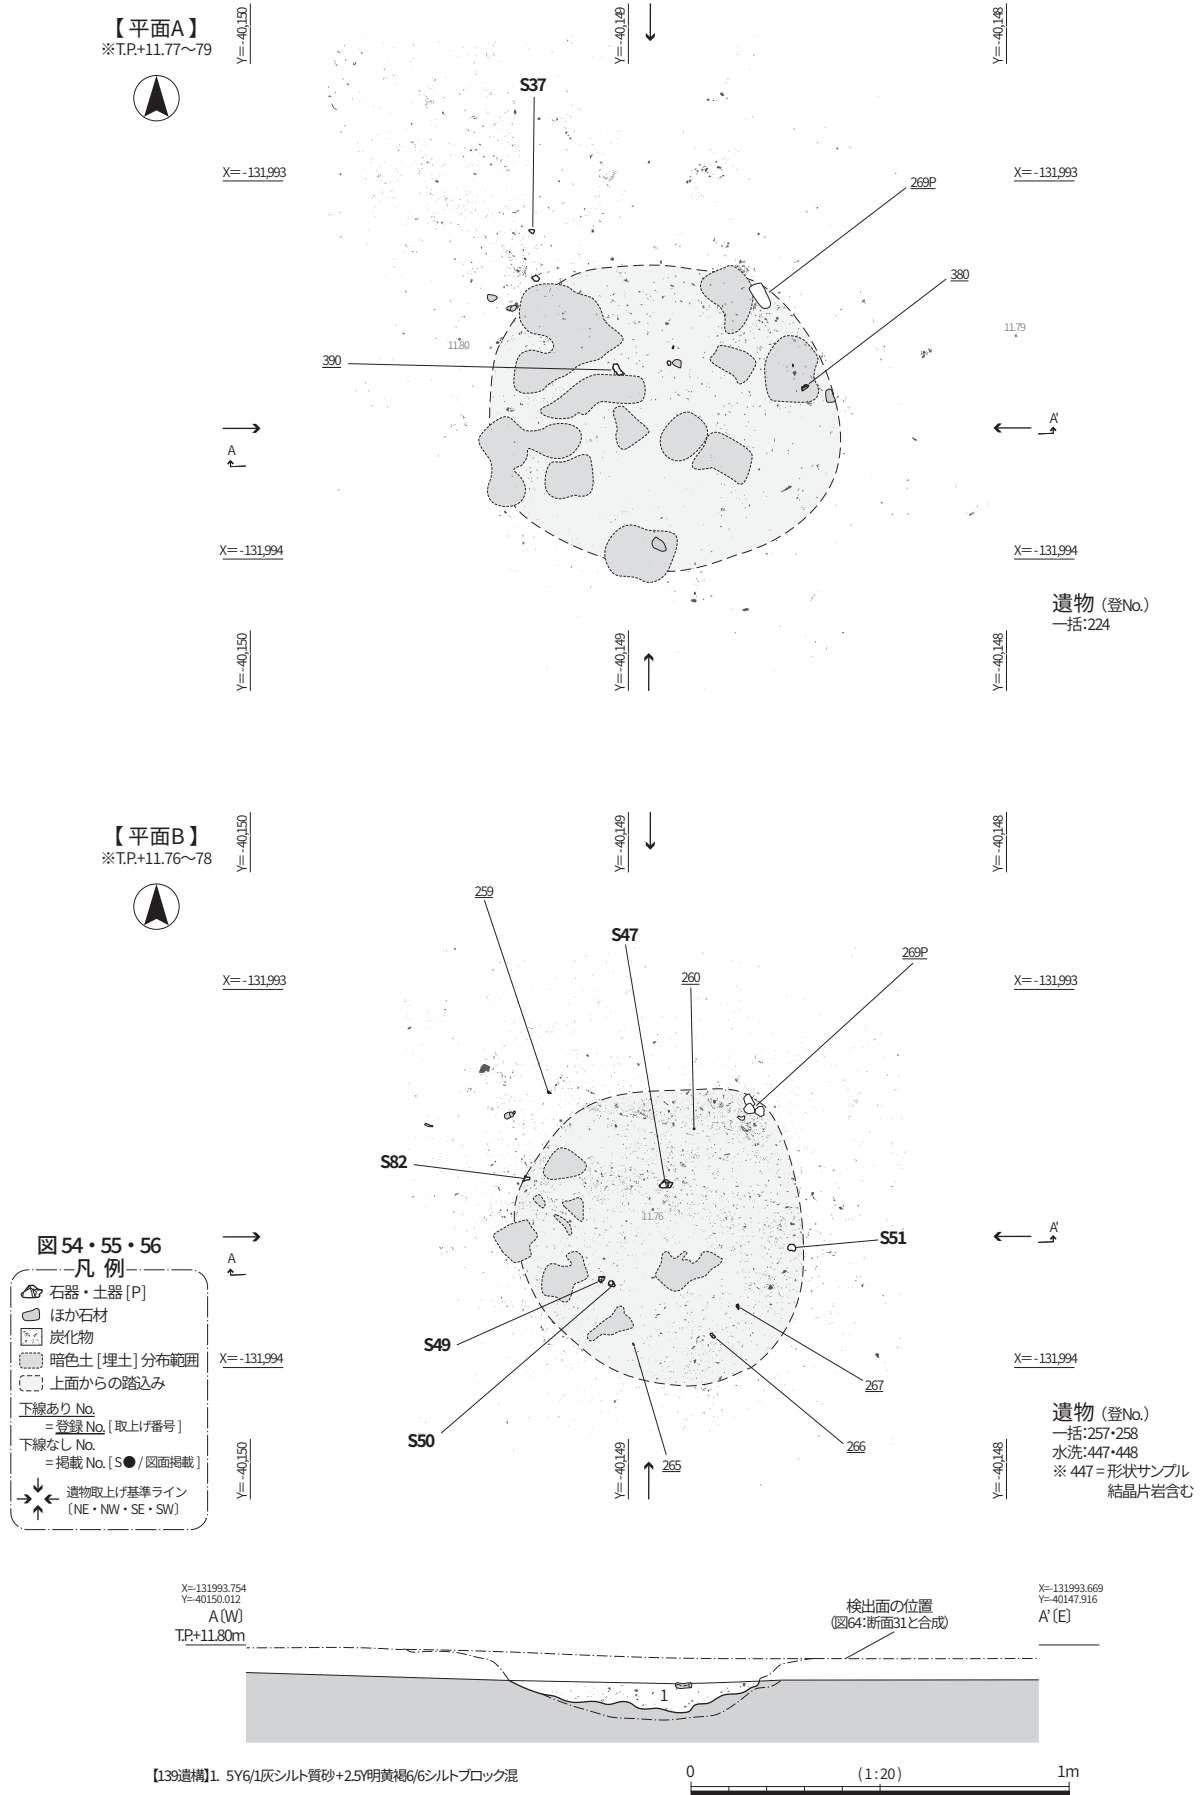 【 平面A 】
※T.P.+11.77～79
Y=-40,150
Y=-40,149
Y=-40,148
S37
X=-131,993
X=-131,993
269P
380
11.79
11.80
390
A
A'
X=-131,994
X=-131,994
遺物（登No.）
一括：224
Y=-40,150
Y=-40,149
Y=-40,148
【 平面B 】
※T.P.+11.76～78
Y=-40,150
Y=-40,149
Y=-40,148
259
S47
269P
260
X=-131,993
X=-131,993
S82
11.76
A'
S51
A
S49
X=-131,994
X=-131,994
267
S50
266
265
Y=-40,150
Y=-40,149
Y=-40,148
遺物（登No.）
一括：257・258
水洗：447・448
※ 447 = 形状サンプル
結晶片岩含む
図 54・55・56
凡 例
石器・土器 [P]
ほか石材
炭化物
暗色土 [埋土] 分布範囲
上面からの踏込み
下線あり No.
= 登録 No. [ 取上げ番号 ]
下線なし No.
= 掲載 No. [ S● / 図面掲載 ]
遺物取上げ基準ライン
〔NE・NW・SE・SW〕
X=-131993.754
Y=-40150.012
A〔W〕
T.P.+11.80m
検出面の位置
（図64：断面31と合成）
X=-131993.669
Y=-40147.916
A'〔E〕
1
【139遺構】1. 5Y6/1灰シルト質砂+2.5Y明黄褐6/6シルトブロック混
0 (1:20) 1m